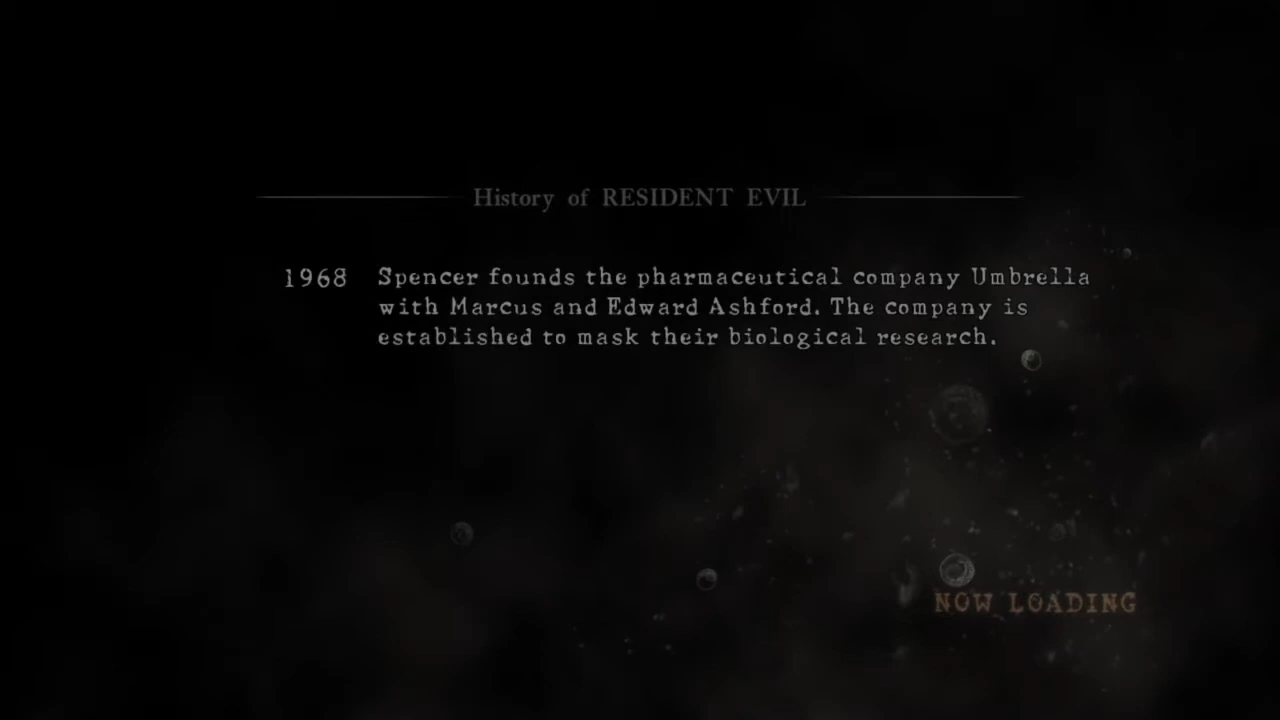 History of RESIDENT EVIL
1968 Spencer founds the pharmaceutical company Umbrella
with Marcus and Edward Ashford. The company is
established to mask their biological research.
NOW LOADING